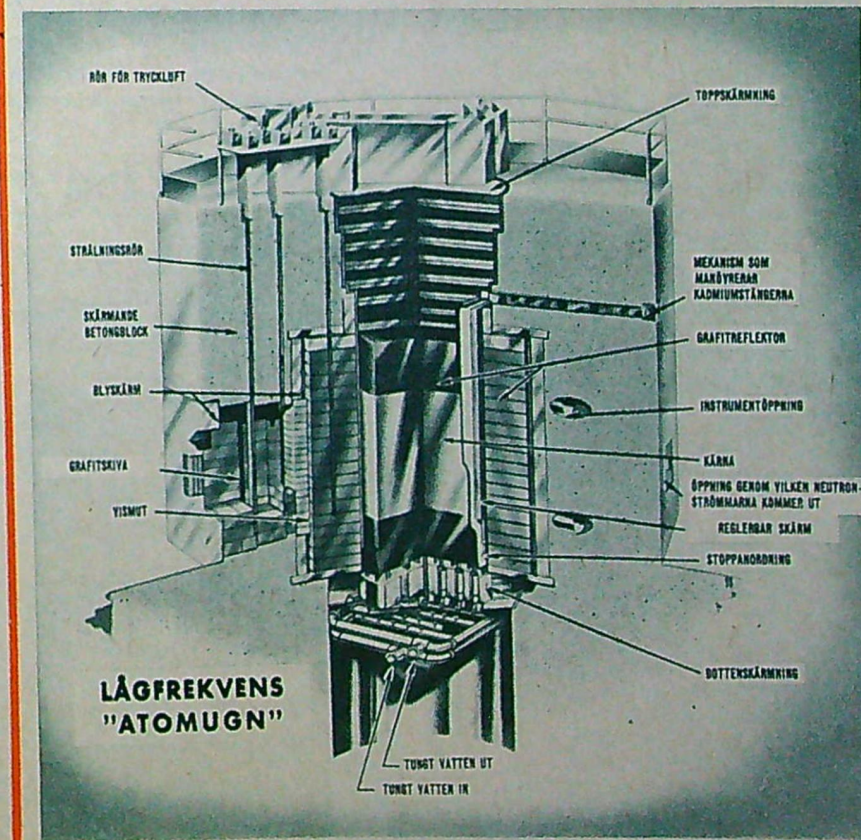 RÖR FÖR TRYCKLUFT
TOPPSKÄRMNING
STRÅLNINGSRÖR
MEKANISM SOM
MANÖVRERAR
KADMIUMSTÄNGERNA
SKÄRMANDE
BETONGBLOCK
GRAFITREFLEKTOR
BLYSKÄRM
INSTRUMENTÖPPNING
KÄRNA
GRAFITSKIVA
ÖPPNING GENOM VILKEN NEUTRON-
STRÖMMARNA KOMMER UT
VISMUT
REGLERBAR SKÄRM
STOPPANORDNING
BOTTENSKÄRMNING
LÅGFREKVENS
"ATOMUGN"
TUNGT VATTEN UT
TUNGT VATTEN IN